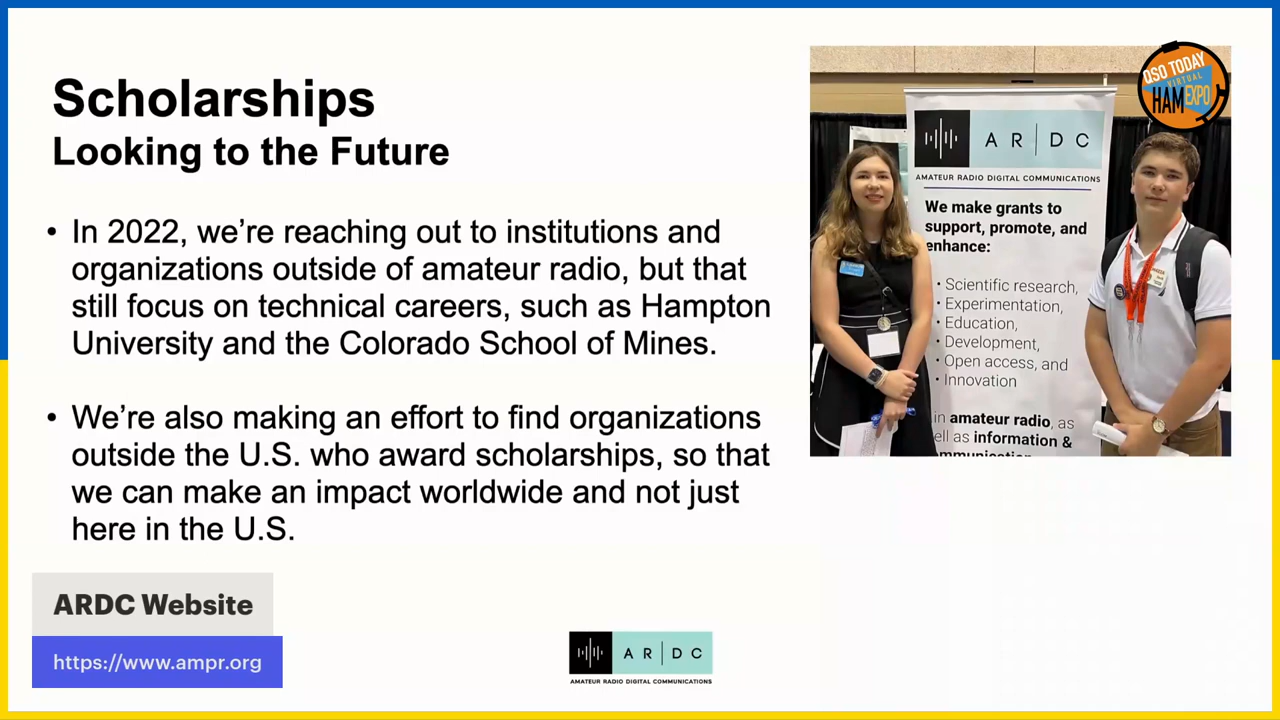 Scholarships
Looking to the Future
• In 2022, we’re reaching out to institutions and
organizations outside of amateur radio, but that
still focus on technical careers, such as Hampton
University and the Colorado School of Mines.
• We’re also making an effort to find organizations
outside the U.S. who award scholarships, so that
we can make an impact worldwide and not just
here in the U.S.
QSO TODAY
VIRTUAL
HAM EXPO
A R | D C
AMATEUR RADIO DIGITAL COMMUNICATIONS
We make grants to
support, promote, and
enhance:
• Scientific research,
• Experimentation,
• Education,
• Development,
• Open access, and
• Innovation
in amateur radio, as
as information &
ARDC Website
https://www.ampr.org
A R | D C
AMATEUR RADIO DIGITAL COMMUNICATIONS